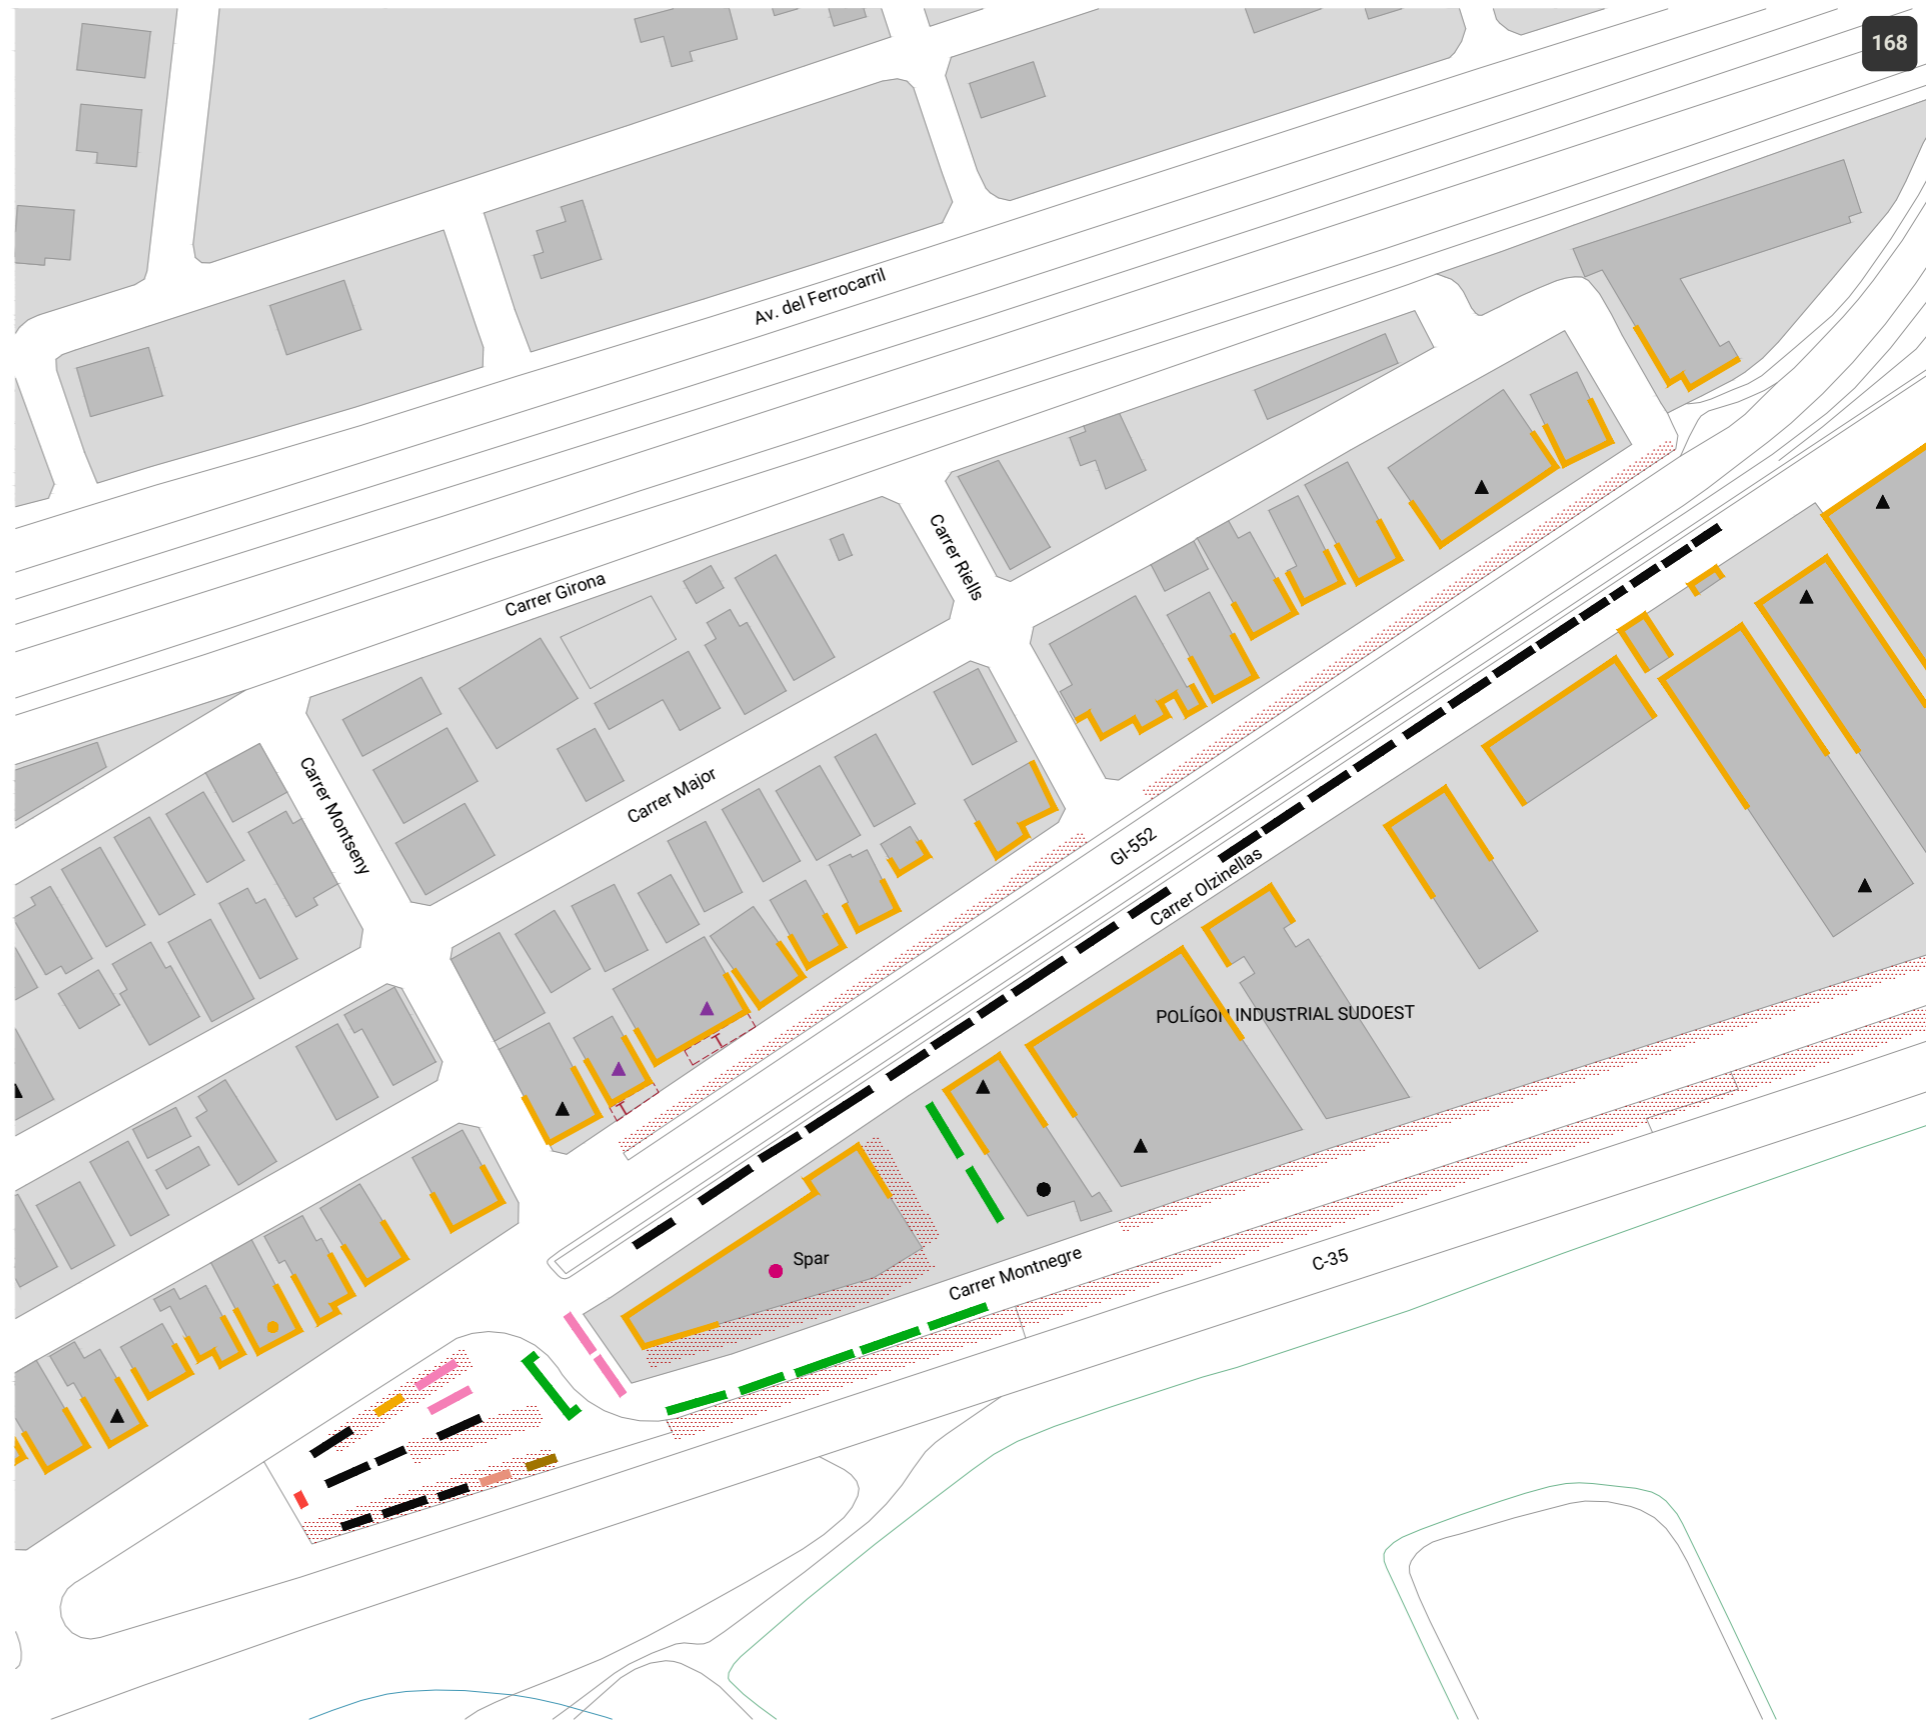 168
Av. del Ferrocarril
Carrer Riells
Carrer Girona
Carrer Montseny
Carrer Major
GI-552
Carrer Olzinellas
POLÍGON INDUSTRIAL SUDOEST
Spar
Carrer Montnegre
C-35